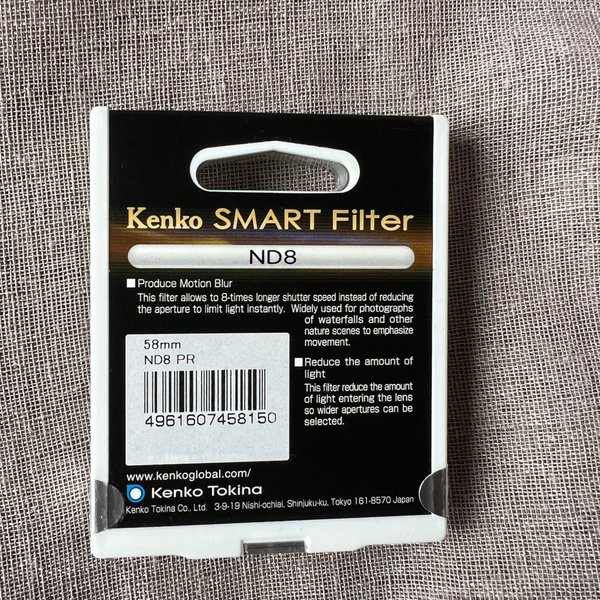 Kenko SMART Filter
ND8
Produce Motion Blur
This filter allows to 8-times longer shutter speed instead of reducing
the aperture to limit light instantly. Widely used for photographs
of waterfalls and other
nature scenes to emphasize
movement.
58mm
ND8 PR
4961607458150
Reduce the amount of
light
This filter reduce the amount
of light entering the lens
so wider apertures can be
selected.
www.kenkoglobal.com/
Kenko Tokina
Kenko Tokina Co., Ltd. 3-9-19 Nishi-ochiai, Shinjuku-ku, Tokyo 161-8570 Japan